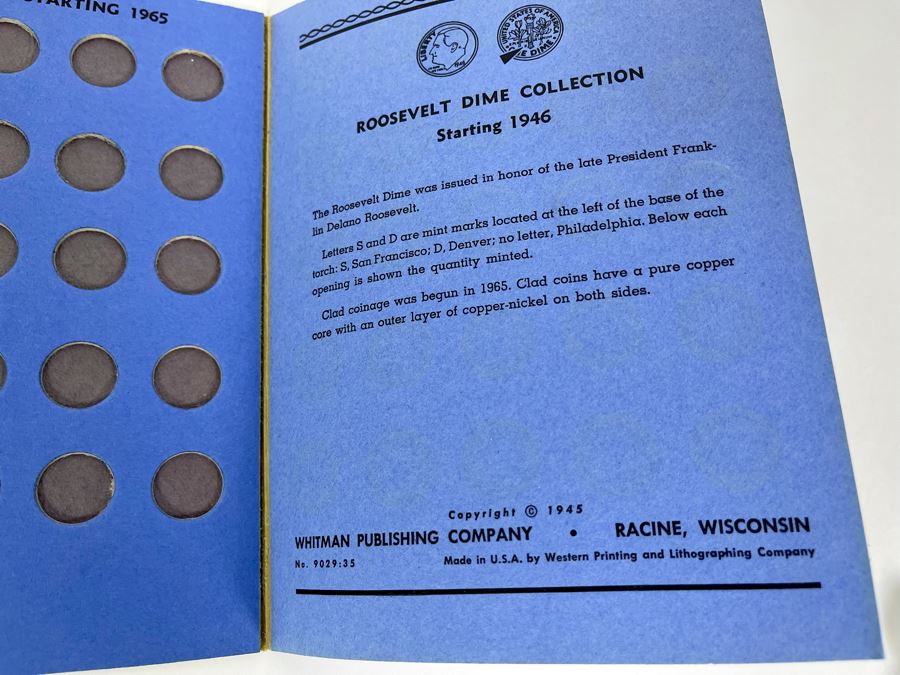 STARTING 1965
LIBERTY
UNITED STATES OF AMERICA
E DIME
ROOSEVELT DIME COLLECTION
Starting 1946
The Roosevelt Dime was issued in honor of the late President Frank-
lin Delano Roosevelt.
Letters S and D are mint marks located at the left of the base of the
torch: S, San Francisco; D, Denver; no letter, Philadelphia. Below each
opening is shown the quantity minted.
Clad coinage was begun in 1965. Clad coins have a pure copper
core with an outer layer of copper-nickel on both sides.
Copyright © 1945
WHITMAN PUBLISHING COMPANY • RACINE, WISCONSIN
No. 9029:35 Made in U.S.A. by Western Printing and Lithographing Company